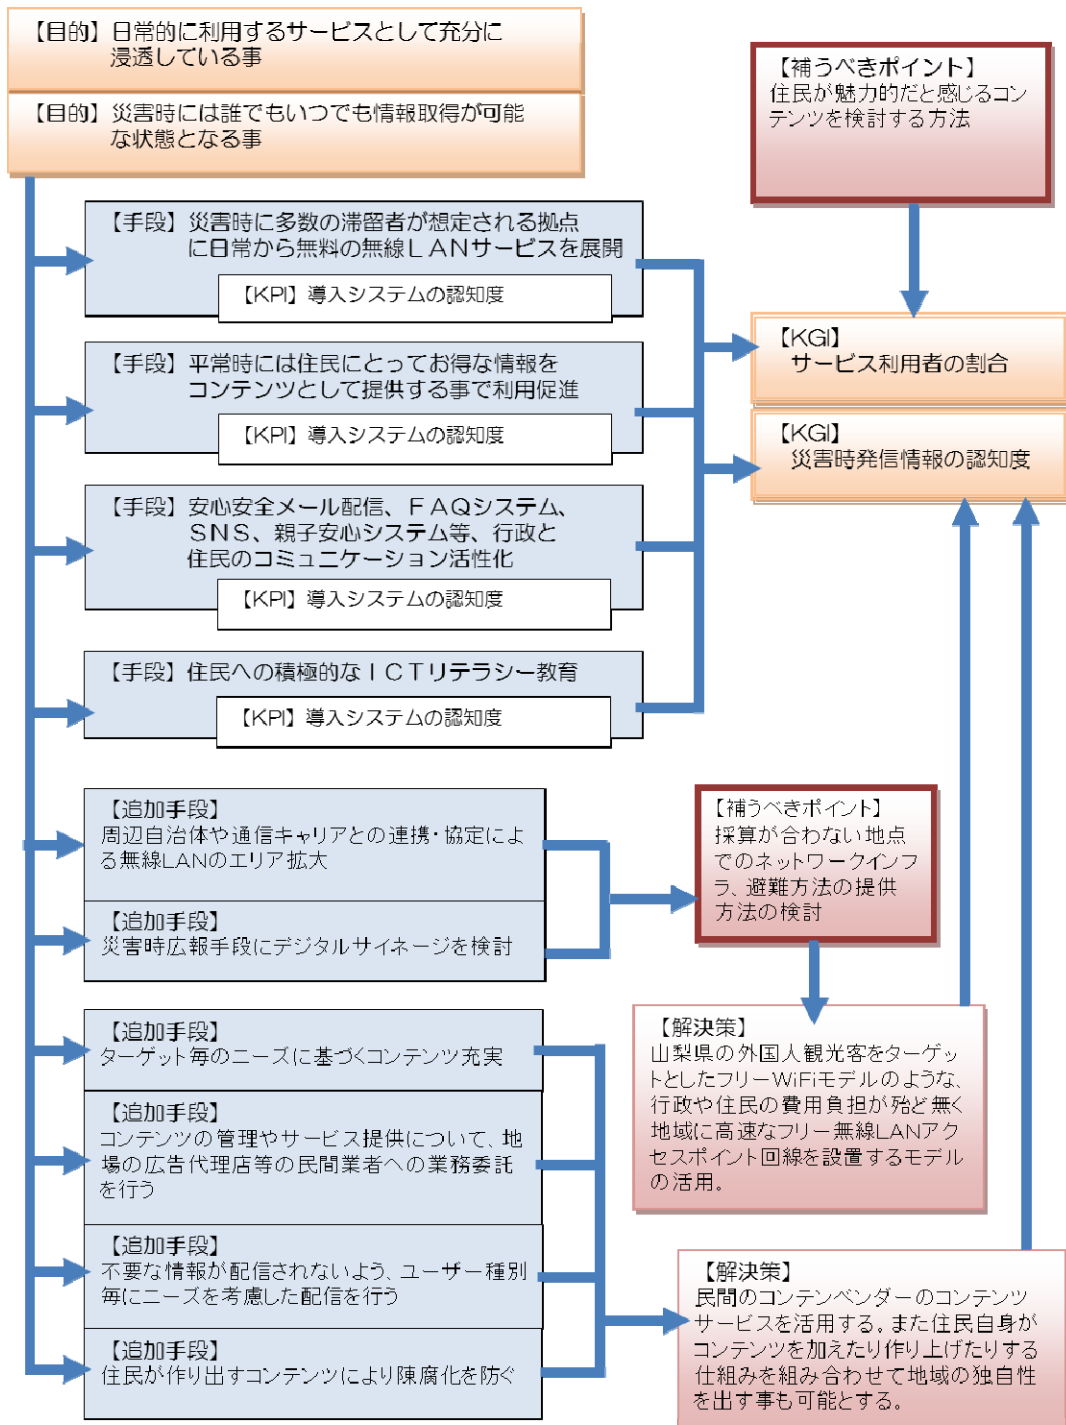 【目的】日常的に利用するサービスとして充分に
浸透している事
【目的】災害時には誰でもいつでも情報取得が可能
な状態となる事
【補うべきポイント】
住民が魅力的だと感じるコン
テンツを検討する方法
【手段】災害時に多数の滞留者が想定される拠点
に日常から無料の無線LANサービスを展開
【KPI】導入システムの認知度
【手段】平常時には住民にとってお得な情報を
コンテンツとして提供する事で利用促進
【KPI】導入システムの認知度
【手段】安心安全メール配信、FAQシステム、
SNS、親子安心システム等、行政と
住民のコミュニケーション活性化
【KPI】導入システムの認知度
【手段】住民への積極的なICTリテラシー教育
【KPI】導入システムの認知度
【KGI】
サービス利用者の割合
【KGI】
災害時発信情報の認知度
【追加手段】
周辺自治体や通信キャリアとの連携・協定によ
る無線LANのエリア拡大
【追加手段】
災害時広報手段にデジタルサイネージを検討
【補うべきポイント】
採算が合わない地点
でのネットワークインフ
ラ、避難方法の提供
方法の検討
【追加手段】
ターゲット毎のニーズに基づくコンテンツ充実
【追加手段】
コンテンツの管理やサービス提供について、地
場の広告代理店等の民間業者への業務委託
を行う
【追加手段】
不要な情報が配信されないよう、ユーザー種別
毎にニーズを考慮した配信を行う
【追加手段】
住民が作り出すコンテンツにより陳腐化を防ぐ
【解決策】
山梨県の外国人観光客をターゲッ
トとしたフリーWiFiモデルのような、
行政や住民の費用負担が殆ど無く
地域に高速なフリー無線LANアク
セスポイント回線を設置するモデル
の活用。
【解決策】
民間のコンテンベンダーのコンテンツ
サービスを活用する。また住民自身が
コンテンツを加えたり作り上げたりする
仕組みを組み合わせて地域の独自性
を出す事も可能とする。